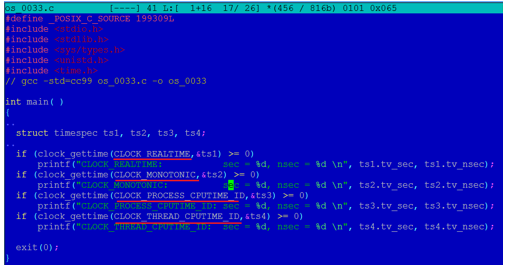 os_0033.c [----] 41 L:[ 1+16 17/ 26] *(456 / 816b) 0101 0x065
#define _POSIX_C_SOURCE 199309L
#include <stdio.h>
#include <stdlib.h>
#include <sys/types.h>
#include <unistd.h>
#include <time.h>
// gcc -std=cc99 os_0033.c -o os_0033
int main( )
{
..
struct timespec ts1, ts2, ts3, ts4;
..
if (clock_gettime(CLOCK_REALTIME,&ts1) >= 0)
printf("CLOCK_REALTIME: sec = %d, nsec = %d \n", ts1.tv_sec, ts1.tv_nsec);
if (clock_gettime(CLOCK_MONOTONIC,&ts2) >= 0)
printf("CLOCK_MONOTONIC: sec = %d, nsec = %d \n", ts2.tv_sec, ts2.tv_nsec);
if (clock_gettime(CLOCK_PROCESS_CPUTIME_ID,&ts3) >= 0)
printf("CLOCK_PROCESS_CPUTIME_ID: sec = %d, nsec = %d \n", ts3.tv_sec, ts3.tv_nsec);
if (clock_gettime(CLOCK_THREAD_CPUTIME_ID,&ts4) >= 0)
printf("CLOCK_THREAD_CPUTIME_ID: sec = %d, nsec = %d \n", ts4.tv_sec, ts4.tv_nsec);
exit(0);
}